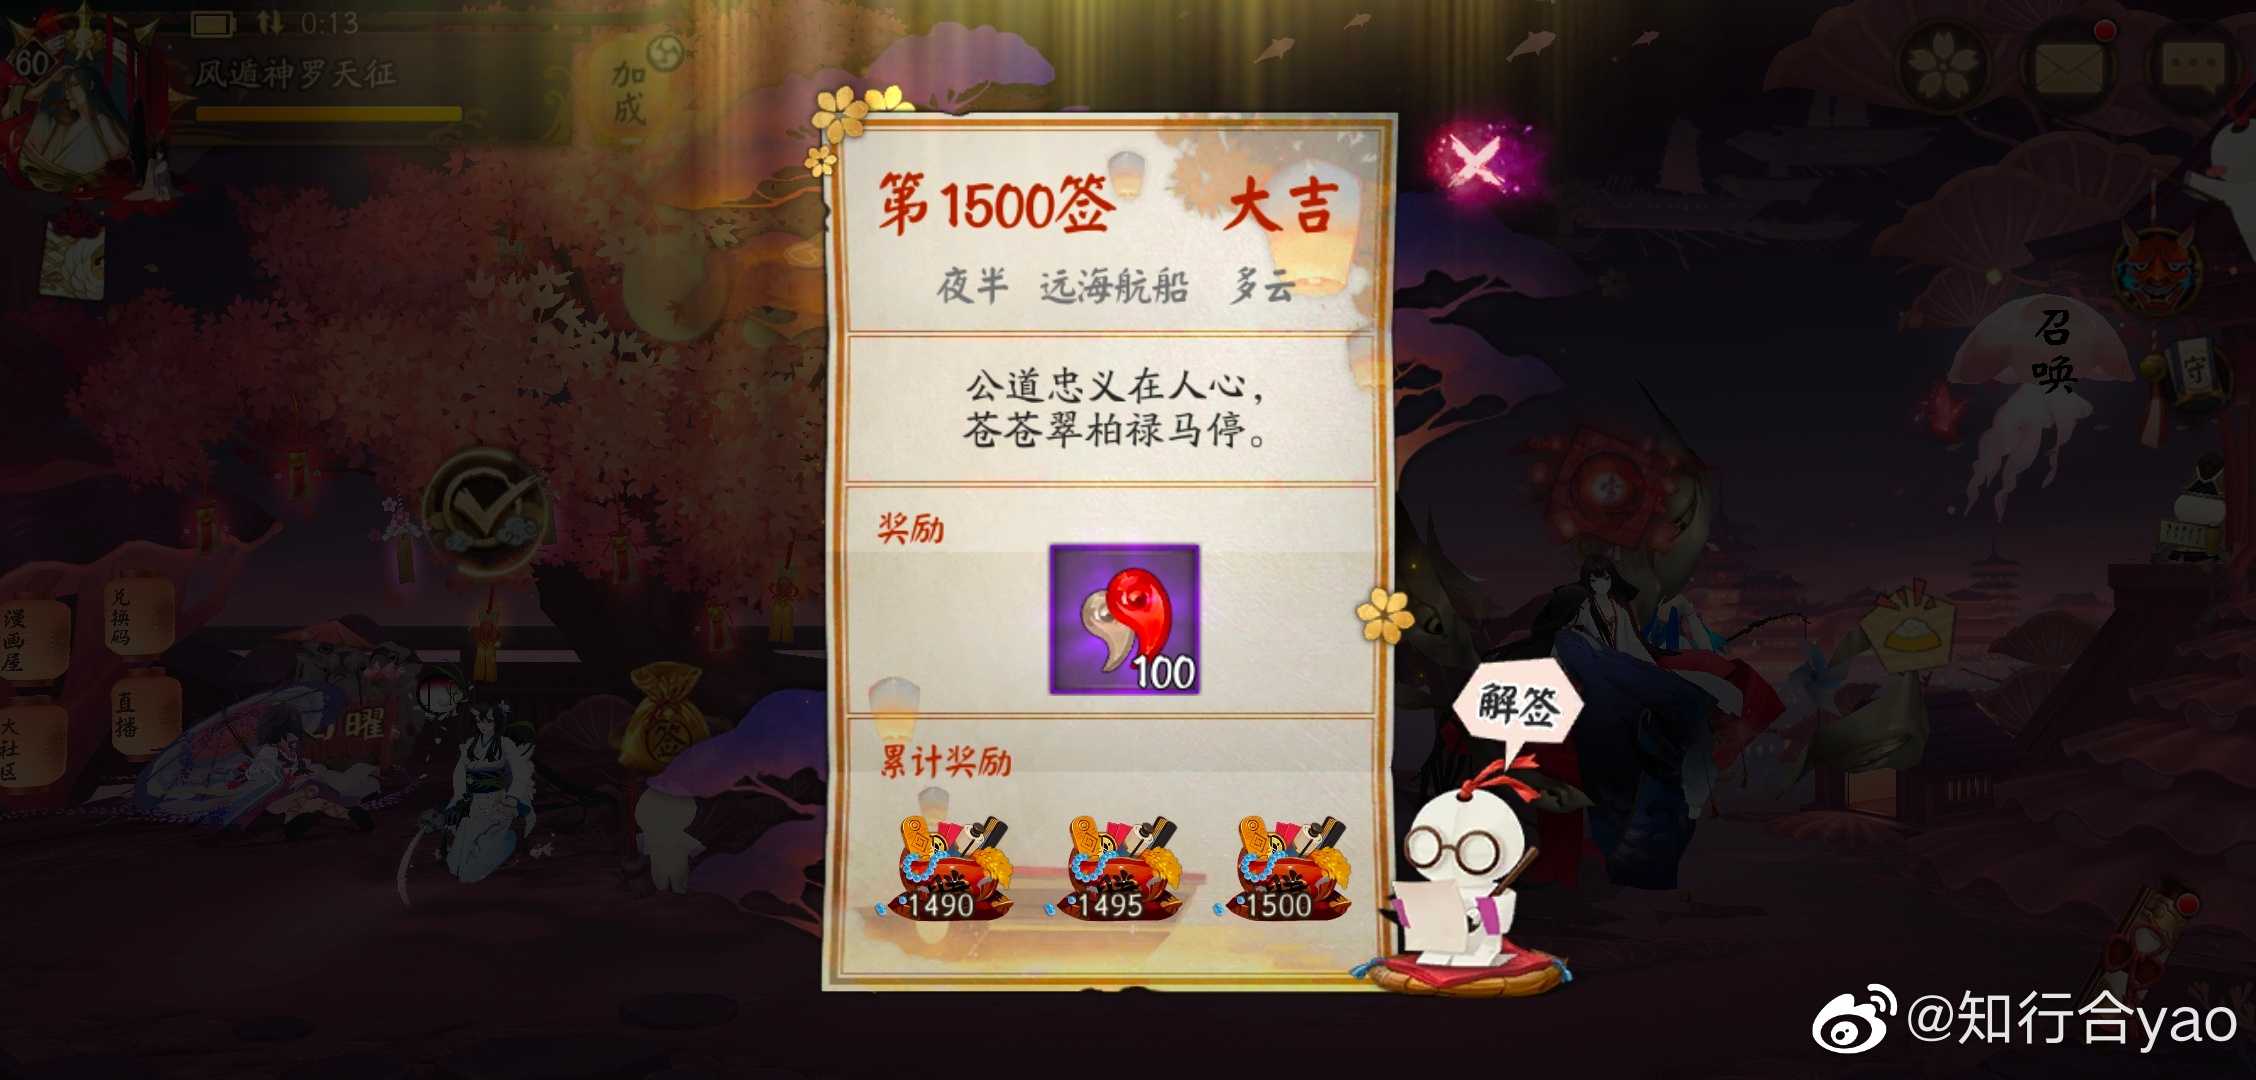 0:13
60
风遁神罗天征
加成
第1500签 大吉
夜半 远海航船 多云
公道忠义在人心，
苍苍翠柏禄马停。
奖励
100
累计奖励
1490
1495
1500
解签
召唤
守
漫画屋
兑换码
直播
大社区
曜
签
@知行合yao